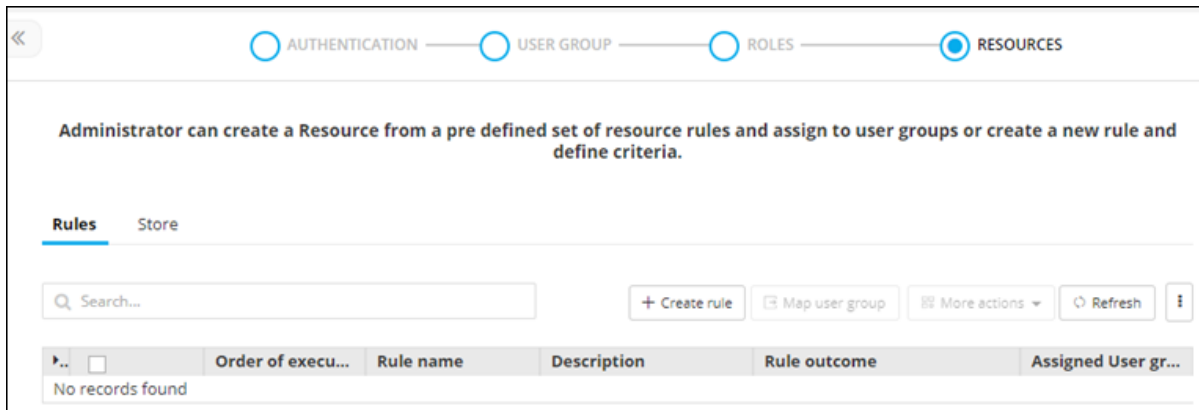 AUTHENTICATION USER GROUP ROLES RESOURCES
Administrator can create a Resource from a pre defined set of resource rules and assign to user groups or create a new rule and
define criteria.
Rules Store
Search... + Create rule Map user group More actions Refresh
Order of execu... Rule name Description Rule outcome Assigned User gr...
No records found